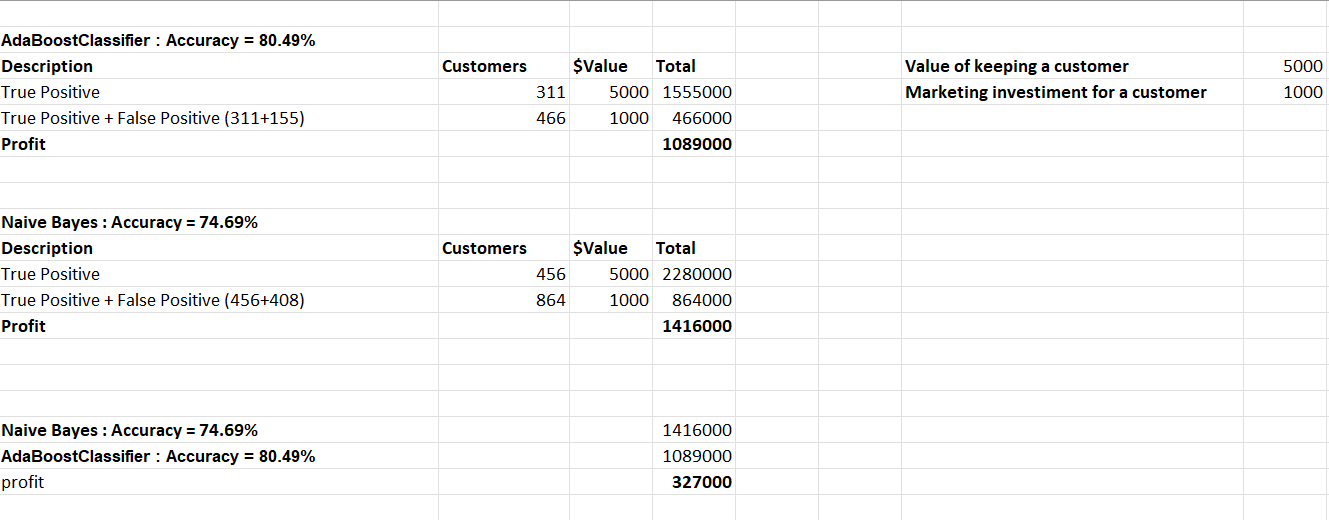 AdaBoostClassifier : Accuracy = 80.49%
Description Customers $Value Total Value of keeping a customer 5000
True Positive 311 5000 1555000 Marketing investiment for a customer 1000
True Positive + False Positive (311+155) 466 1000 466000
Profit 1089000
Naive Bayes : Accuracy = 74.69%
Description Customers $Value Total
True Positive 456 5000 2280000
True Positive + False Positive (456+408) 864 1000 864000
Profit 1416000
Naive Bayes : Accuracy = 74.69% 1416000
AdaBoostClassifier : Accuracy = 80.49% 1089000
profit 327000